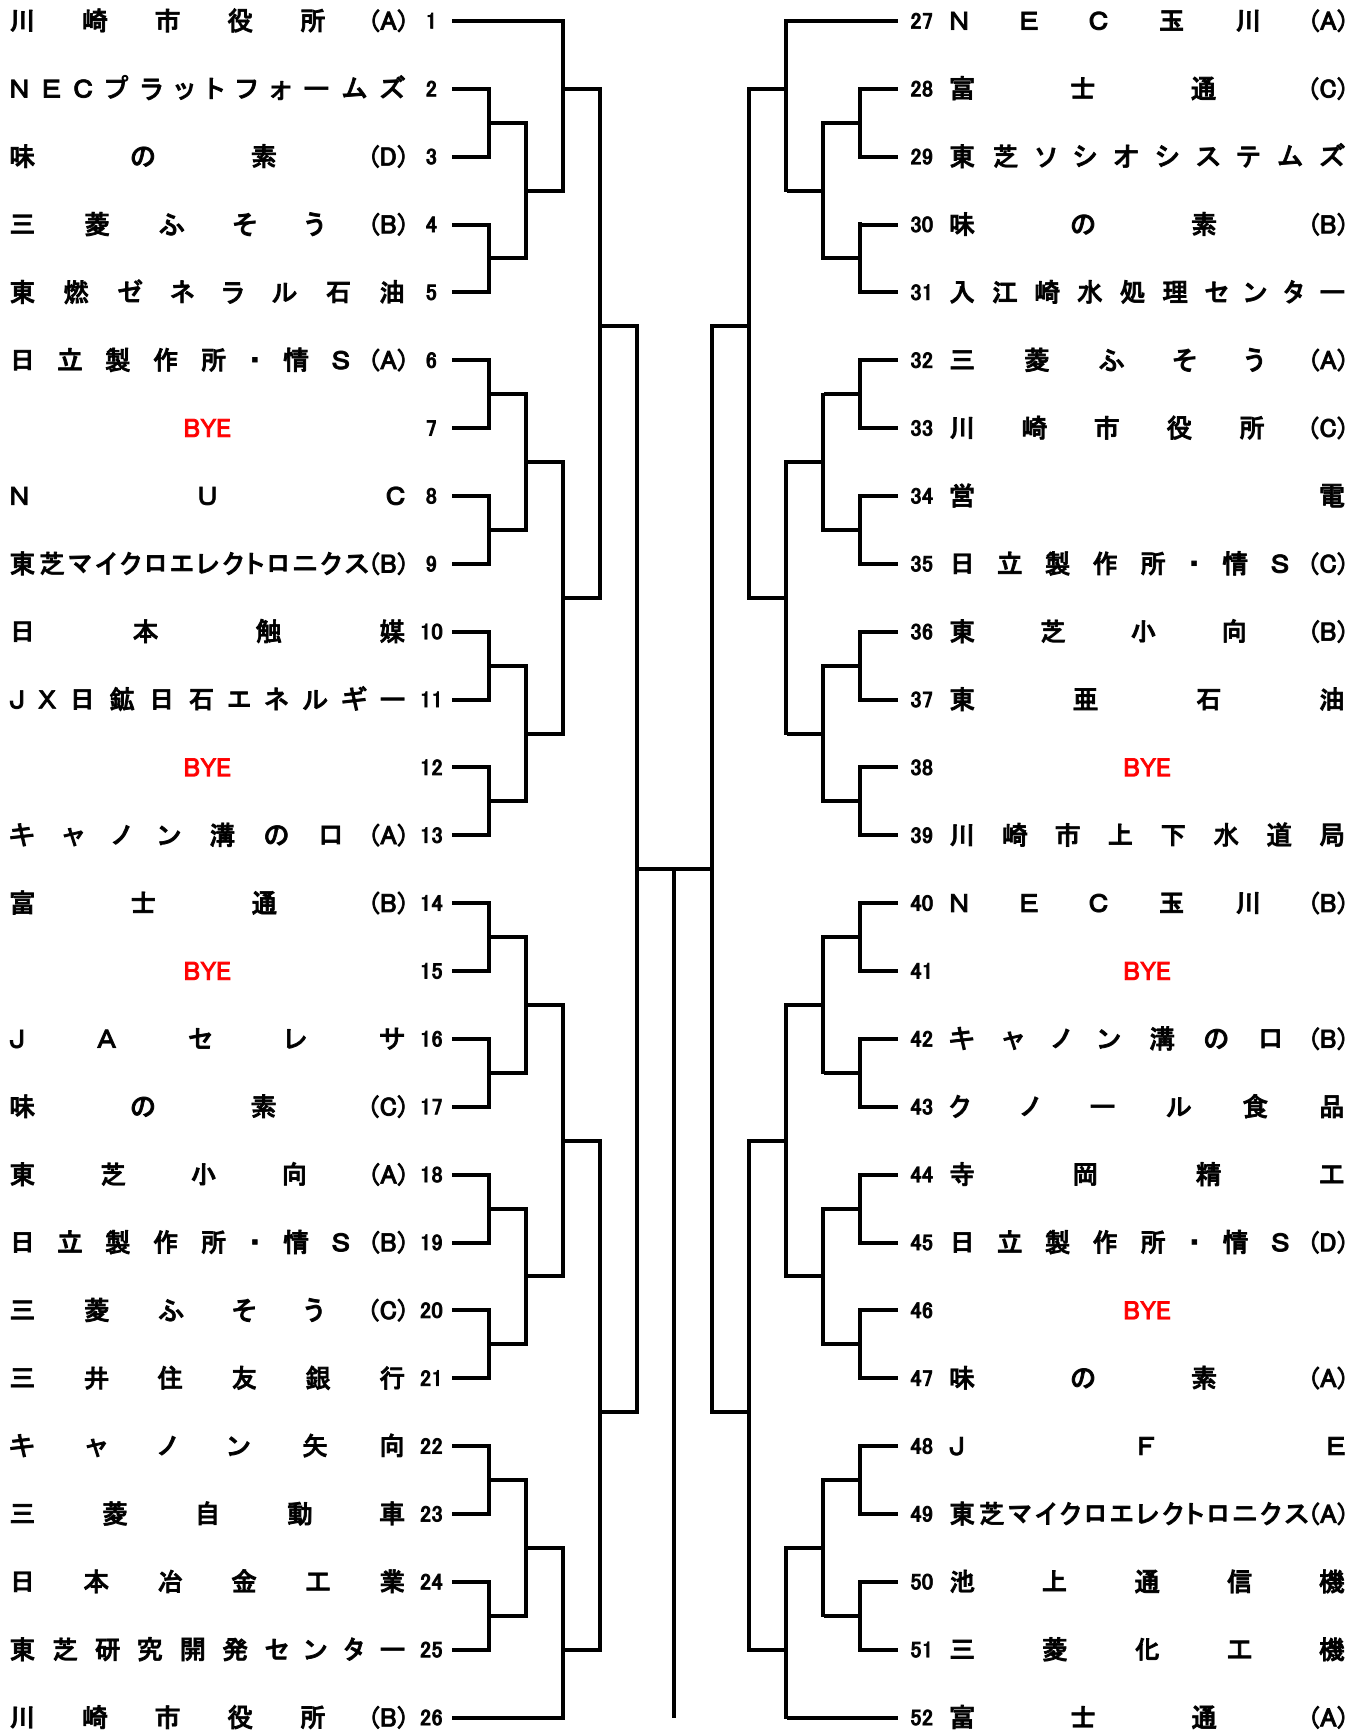 川崎市役所(A) 1
NECプラットフォームズ 2
味の素(D) 3
三菱ふそう(B) 4
東燃ゼネラル石油 5
日立製作所・情S(A) 6
BYE 7
NUC 8
東芝マイクロエレクトロニクス(B) 9
日本触媒 10
JX日鉱日石エネルギー 11
BYE 12
キャノン溝の口(A) 13
富士通(B) 14
BYE 15
JAセレサ 16
味の素(C) 17
東芝小向(A) 18
日立製作所・情S(B) 19
三菱ふそう(C) 20
三井住友銀行 21
キャノン矢向 22
三菱自動車 23
日本冶金工業 24
東芝研究開発センター 25
川崎市役所(B) 26
27 NEC玉川(A)
28 富士通(C)
29 東芝ソシオシステムズ
30 味の素(B)
31 入江崎水処理センター
32 三菱ふそう(A)
33 川崎市役所(C)
34 営電
35 日立製作所・情S(C)
36 東芝小向(B)
37 東亜石油
38 BYE
39 川崎市上下水道局
40 NEC玉川(B)
41 BYE
42 キャノン溝の口(B)
43 クノール食品
44 寺岡精工
45 日立製作所・情S(D)
46 BYE
47 味の素(A)
48 JFE
49 東芝マイクロエレクトロニクス(A)
50 池上通信機
51 三菱化工機
52 富士通(A)